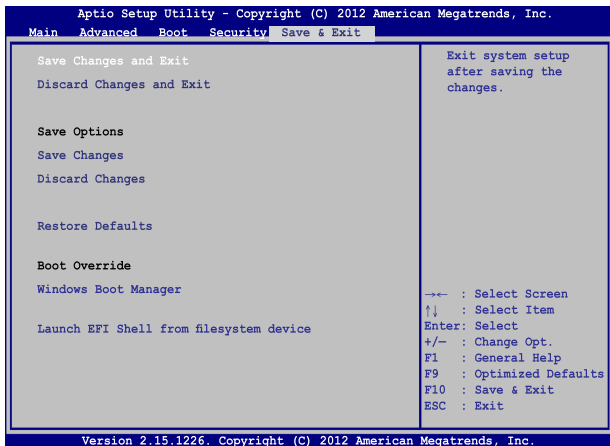 Aptio Setup Utility - Copyright (C) 2012 American Megatrends, Inc.
Main Advanced Boot Security Save & Exit
Save Changes and Exit
Discard Changes and Exit
Save Options
Save Changes
Discard Changes
Restore Defaults
Boot Override
Windows Boot Manager
Launch EFI Shell from filesystem device
Exit system setup
after saving the
changes.
→← : Select Screen
↑↓ : Select Item
Enter: Select
+/— : Change Opt.
F1 : General Help
F9 : Optimized Defaults
F10 : Save & Exit
ESC : Exit
Version 2.15.1226. Copyright (C) 2012 American Megatrends, Inc.